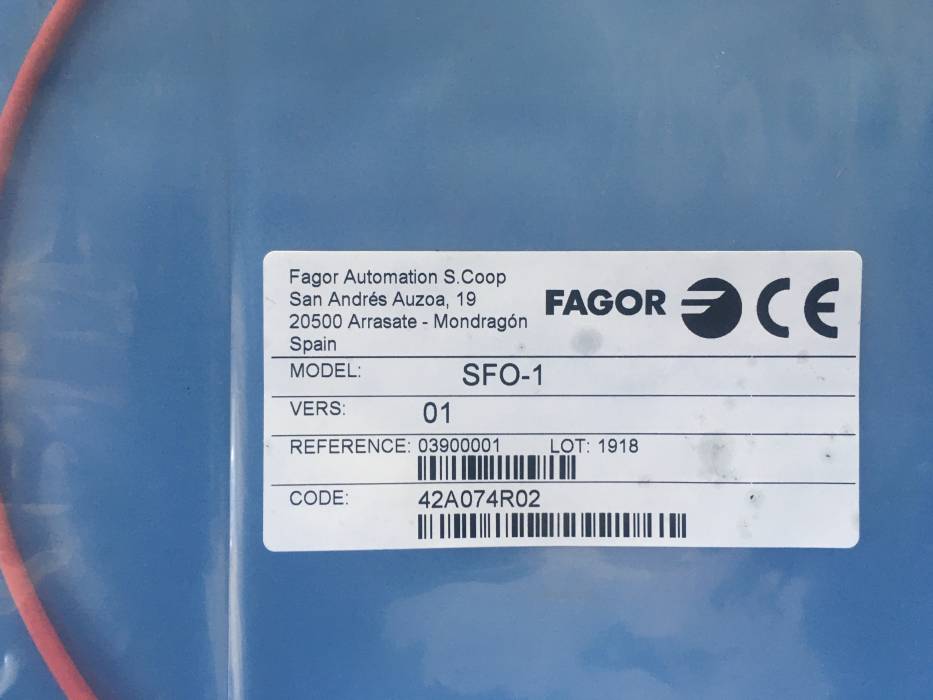 Fagor Automation S.Coop
San Andrés Auzoa, 19
20500 Arrasate - Mondragón
Spain
FAGOR CE
MODEL: SFO-1
VERS: 01
REFERENCE: 03900001 LOT: 1918
CODE: 42A074R02